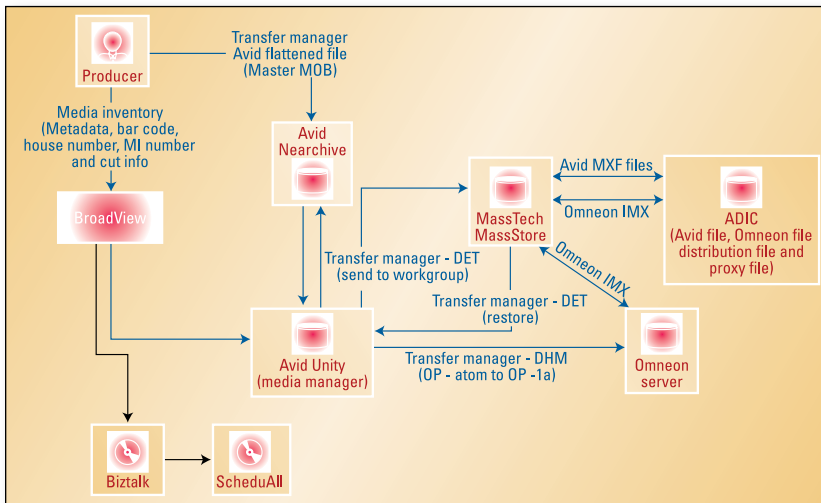 Transfer manager
Avid flattened file
(Master MOB)
Producer
Media inventory
(Metadata, bar code,
house number, MI number
and cut info
Avid
Nearchive
BroadView
MassTech
MassStore
Avid MXF files
Omneon IMX
ADIC
(Avid file, Omneon file
distribution file and
proxy file)
Transfer manager - DET
(send to workgroup)
Omneon IMX
Transfer manager - DET
(restore)
Avid Unity
(media manager)
Transfer manager - DHM
(OP - atom to OP -1a)
Omneon
server
Biztalk
ScheduAll